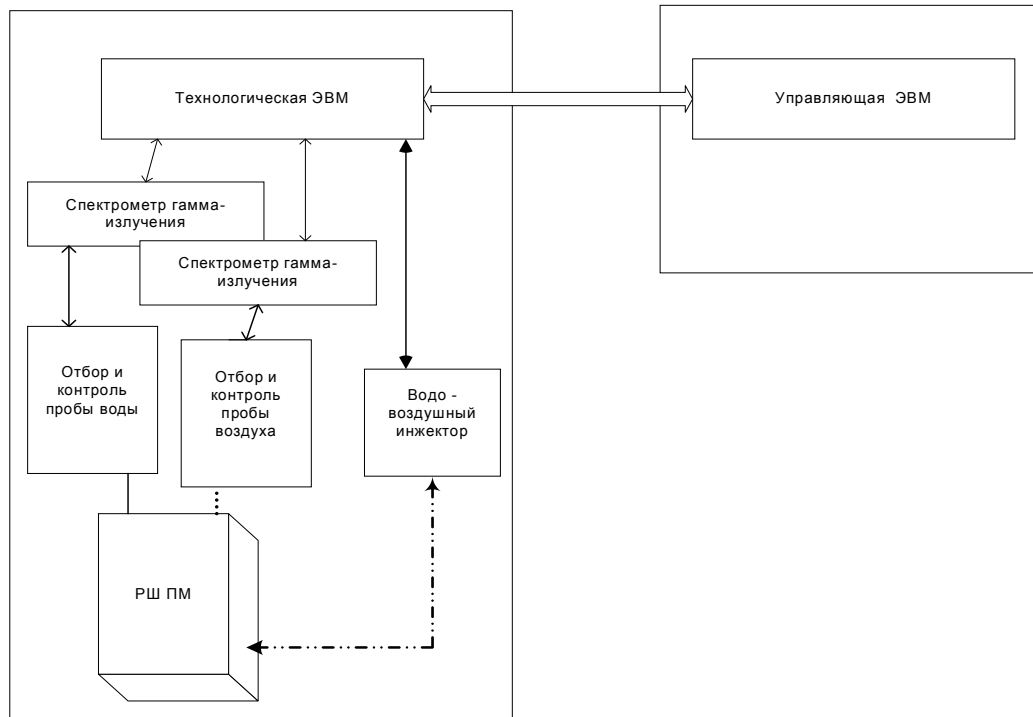 Технологическая ЭВМ
Управляющая ЭВМ
Спектрометр гамма-
излучения
Спектрометр гамма-
излучения
Отбор и
контроль
пробы воды
Отбор и
контроль
пробы
воздуха
Водо -
воздушный
инжектор
РШ ПМ